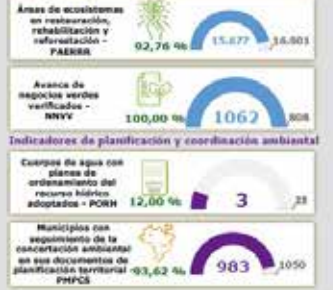 Áreas de ecosistemas
en restauración,
rehabilitación y
reforestación -
PAERRR
92,76 %
15.677
16.901
Avance de
negocios verdes
verificados -
NNVV
100,00 %
1062
808
Indicadores de planificación y coordinación ambiental
Cuerpos de agua con
planes de
ordenamiento del
recurso hídrico
adoptados - PORH
12,00 %
3
25
Municipios con
seguimiento de la
concertación ambiental
en sus documentos de
planificación territorial -
PMPCS
93,62 %
983
1050